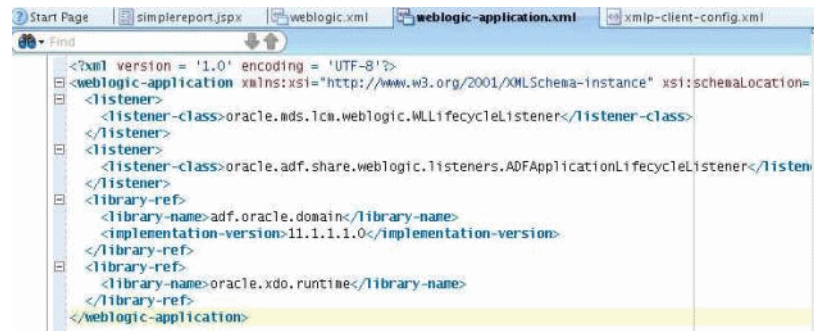 Start Page simplereport.jspx weblogic.xml weblogic-application.xml xmlp-client-config.xml
Find
<?xml version = '1.0' encoding = 'UTF-8'?>
<weblogic-application xmlns:xsi="http://www.w3.org/2001/XMLSchema-instance" xsi:schemaLocation=
<listener>
<listener-class>oracle.mds.lcm.weblogic.WLLifecycleListener</listener-class>
</listener>
<listener>
<listener-class>oracle.adf.share.weblogic.listeners.ADFApplicationLifecycleListener</listen
</listener>
<library-ref>
<library-name>adf.oracle.domain</library-name>
<implementation-version>11.1.1.1.0</implementation-version>
</library-ref>
<library-ref>
<library-name>oracle.xdo.runtime</library-name>
</library-ref>
</weblogic-application>